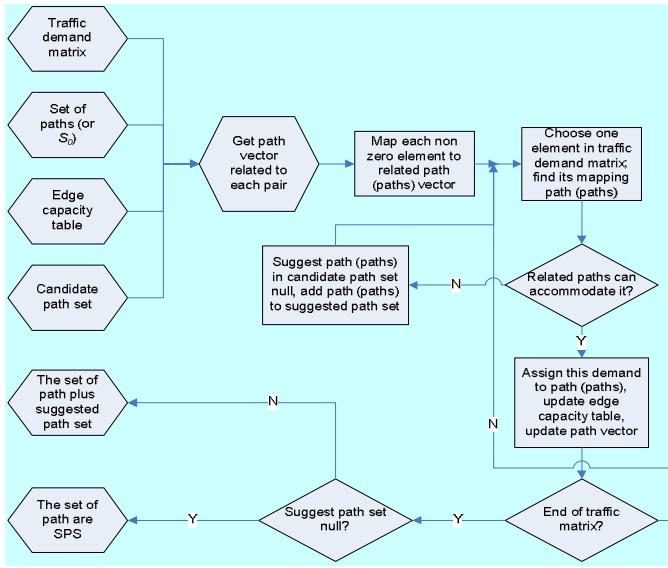 Traffic
demand
matrix
Set of
paths (or
S0)
Edge
capacity
table
Candidate
path set
Get path
vector
related to
each pair
Map each non
zero element to
related path
(paths) vector
Choose one
element in traffic
demand matrix;
find its mapping
path (paths)
Suggest path (paths)
in candidate path set
null, add path (paths)
to suggested path set
N
Related paths can
accommodate it?
Y
Assign this demand
to path (paths),
update edge
capacity table,
update path vector
N
The set of
path plus
suggested
path set
N
The set of
path are
SPS
Y
Suggest path set
null?
Y
End of traffic
matrix?